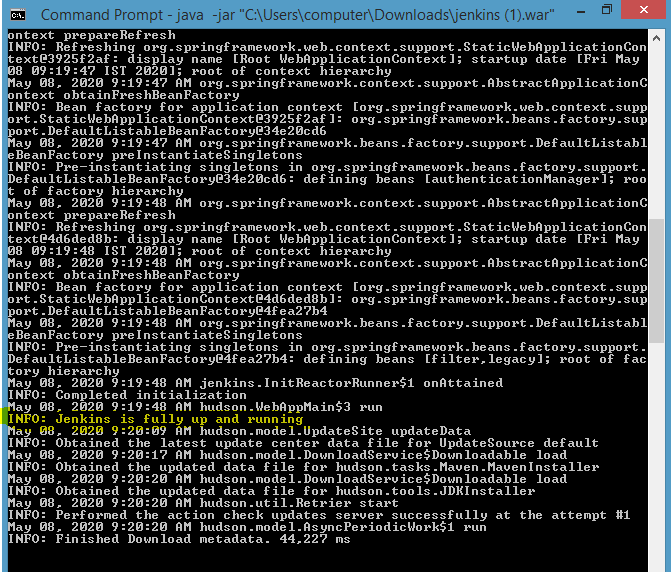 Command Prompt - java  -jar "C:\Users\computer\Downloads\jenkins (1).war"
ontext prepareRefresh
INFO: Refreshing org.springframework.web.context.support.StaticWebApplicationCon
text@3925f2af: display name [Root WebApplicationContext]; startup date [Fri May
08 09:19:47 IST 2020]; root of context hierarchy
May 08, 2020 9:19:47 AM org.springframework.context.support.AbstractApplicationC
ontext obtainFreshBeanFactory
INFO: Bean factory for application context [org.springframework.web.context.supp
ort.StaticWebApplicationContext@3925f2af]: org.springframework.beans.factory.sup
port.DefaultListableBeanFactory@34e20cd6
May 08, 2020 9:19:47 AM org.springframework.beans.factory.support.DefaultListabl
eBeanFactory preInstantiateSingletons
INFO: Pre-instantiating singletons in org.springframework.beans.factory.support.
DefaultListableBeanFactory@34e20cd6: defining beans [authenticationManager]; roo
t of factory hierarchy
May 08, 2020 9:19:48 AM org.springframework.context.support.AbstractApplicationC
ontext prepareRefresh
INFO: Refreshing org.springframework.web.context.support.StaticWebApplicationCon
text@4d6ded8b: display name [Root WebApplicationContext]; startup date [Fri May
08 09:19:48 IST 2020]; root of context hierarchy
May 08, 2020 9:19:48 AM org.springframework.context.support.AbstractApplicationC
ontext obtainFreshBeanFactory
INFO: Bean factory for application context [org.springframework.web.context.supp
ort.StaticWebApplicationContext@4d6ded8b]: org.springframework.beans.factory.sup
port.DefaultListableBeanFactory@4fea27b4
May 08, 2020 9:19:48 AM org.springframework.beans.factory.support.DefaultListabl
eBeanFactory preInstantiateSingletons
INFO: Pre-instantiating singletons in org.springframework.beans.factory.support.
DefaultListableBeanFactory@4fea27b4: defining beans [filter,legacy]; root of fac
tory hierarchy
May 08, 2020 9:19:48 AM jenkins.InitReactorRunner$1 onAttained
INFO: Completed initialization
May 08, 2020 9:19:48 AM hudson.WebAppMain$3 run
INFO: Jenkins is fully up and running
May 08, 2020 9:20:09 AM hudson.model.UpdateSite updateData
INFO: Obtained the latest update center data file for UpdateSource default
May 08, 2020 9:20:17 AM hudson.model.DownloadService$Downloadable load
INFO: Obtained the updated data file for hudson.tasks.Maven.MavenInstaller
May 08, 2020 9:20:20 AM hudson.model.DownloadService$Downloadable load
INFO: Obtained the updated data file for hudson.tools.JDKInstaller
May 08, 2020 9:20:20 AM hudson.util.Retrier start
INFO: Performed the action check updates server successfully at the attempt #1
May 08, 2020 9:20:20 AM hudson.model.AsyncPeriodicWork$1 run
INFO: Finished Download metadata. 44,227 ms